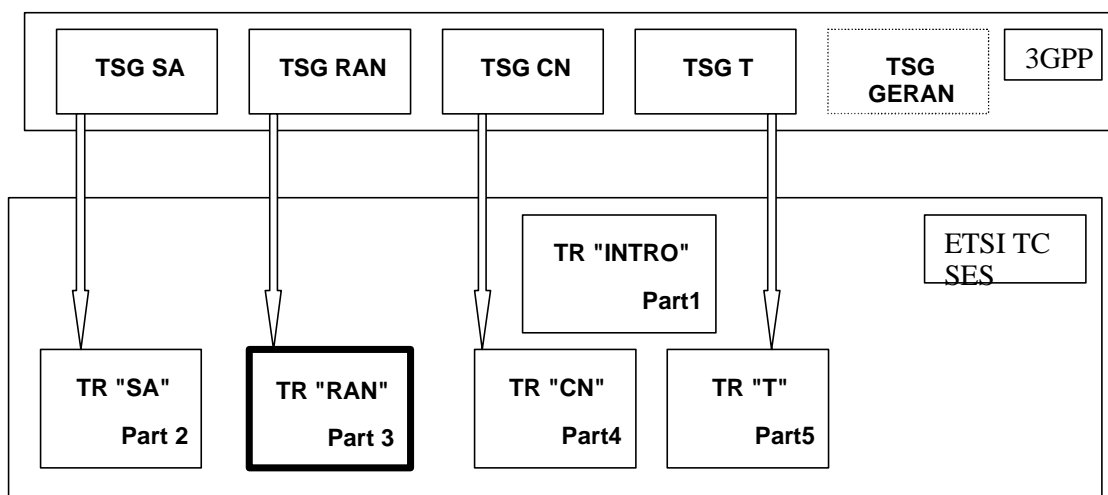 TSG SA
TSG RAN
TSG CN
TSG T
TSG
GERAN
3GPP
ETSI TC
SES
TR "INTRO"
Part1
TR "SA"
Part 2
TR "RAN"
Part 3
TR "CN"
Part4
TR "T"
Part5